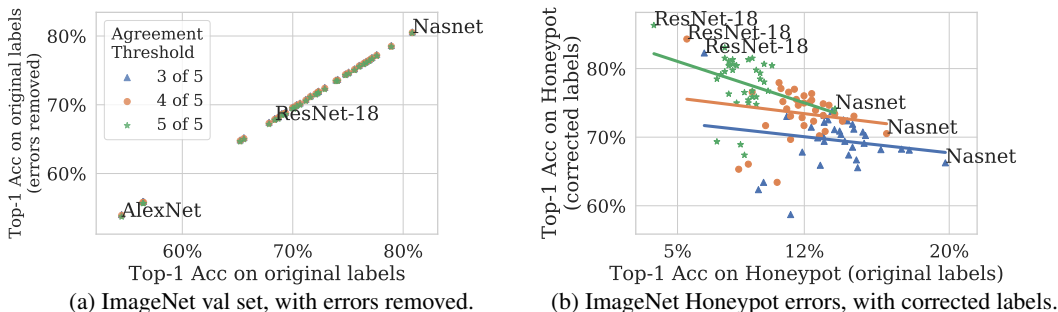 Top-1 Acc on original labels
(errors removed)
80%
70%
60%
Agreement
Threshold
3 of 5
4 of 5
5 of 5
Nasnet
ResNet-18
AlexNet
60%
70%
80%
Top-1 Acc on original labels
(a) ImageNet val set, with errors removed.
Top-1 Acc on Honeypot
(corrected labels)
80%
70%
60%
ResNet-18
ResNet-18
ResNet-18
Nasnet
Nasnet
Nasnet
5%
12%
20%
Top-1 Acc on Honeypot (original labels)
(b) ImageNet Honeypot errors, with corrected labels.